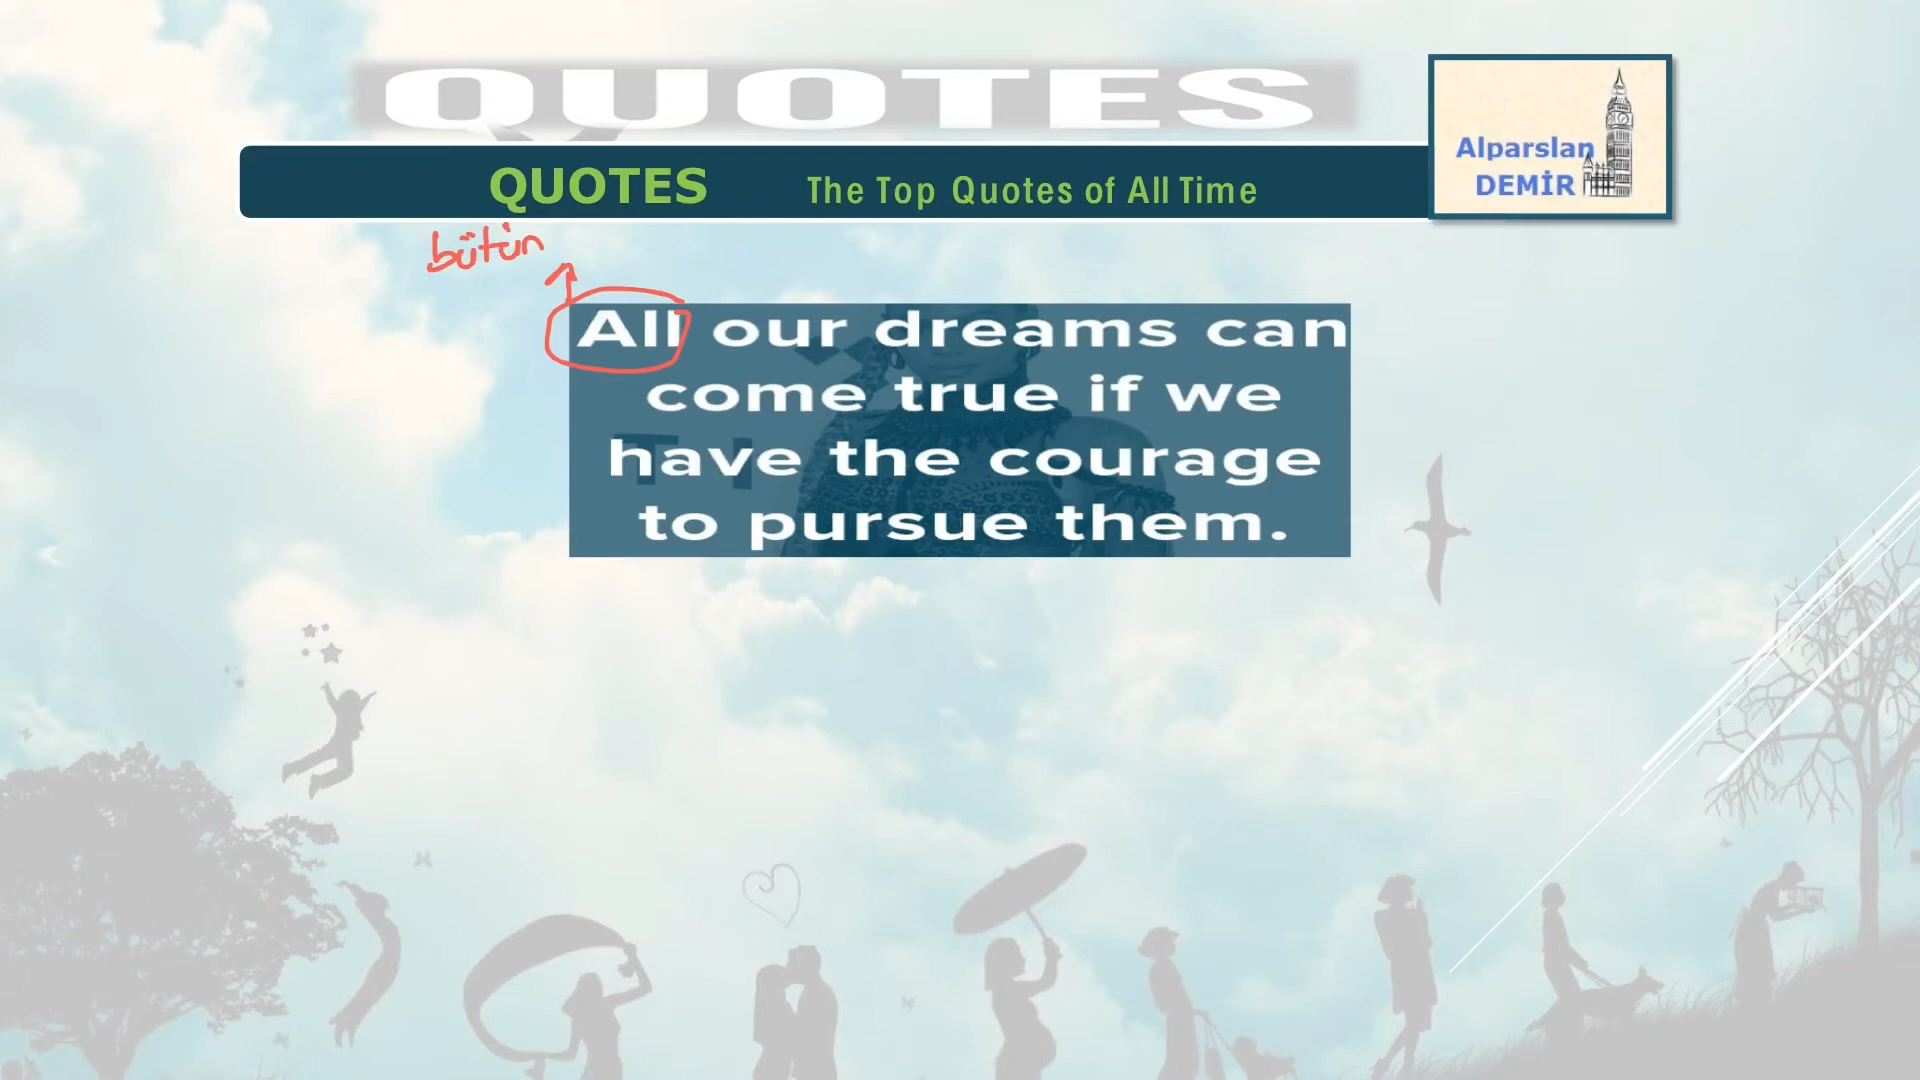 QUOTES
QUOTES The Top Quotes of All Time
Alparslan
DEMİR
bütün
All our dreams can
come true if we
have the courage
to pursue them.